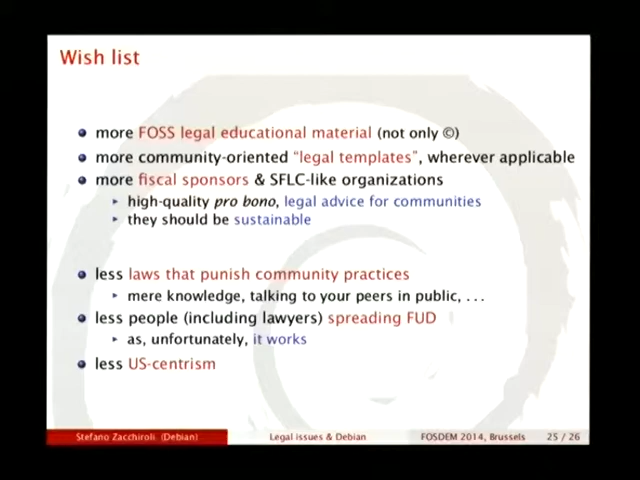 Wish list
more FOSS legal educational material (not only ©)
more community-oriented “legal templates”, wherever applicable
more fiscal sponsors & SFLC-like organizations
high-quality pro bono, legal advice for communities
they should be sustainable
less laws that punish community practices
mere knowledge, talking to your peers in public, ...
less people (including lawyers) spreading FUD
as, unfortunately, it works
less US-centrism
Stefano Zacchiroli (Debian) Legal issues & Debian FOSDEM 2014, Brussels 25 / 26